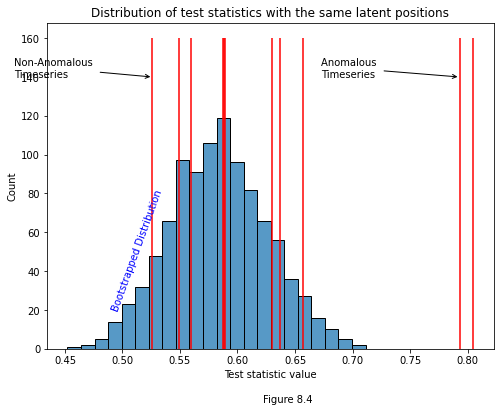 Distribution of test statistics with the same latent positions
160
140
120
100
80
60
40
20
0
Count
Non-Anomalous
Timeseries
Anomalous
Timeseries
Bootstrapped Distribution
0.45 0.50 0.55 0.60 0.65 0.70 0.75 0.80
Test statistic value
Figure 8.4